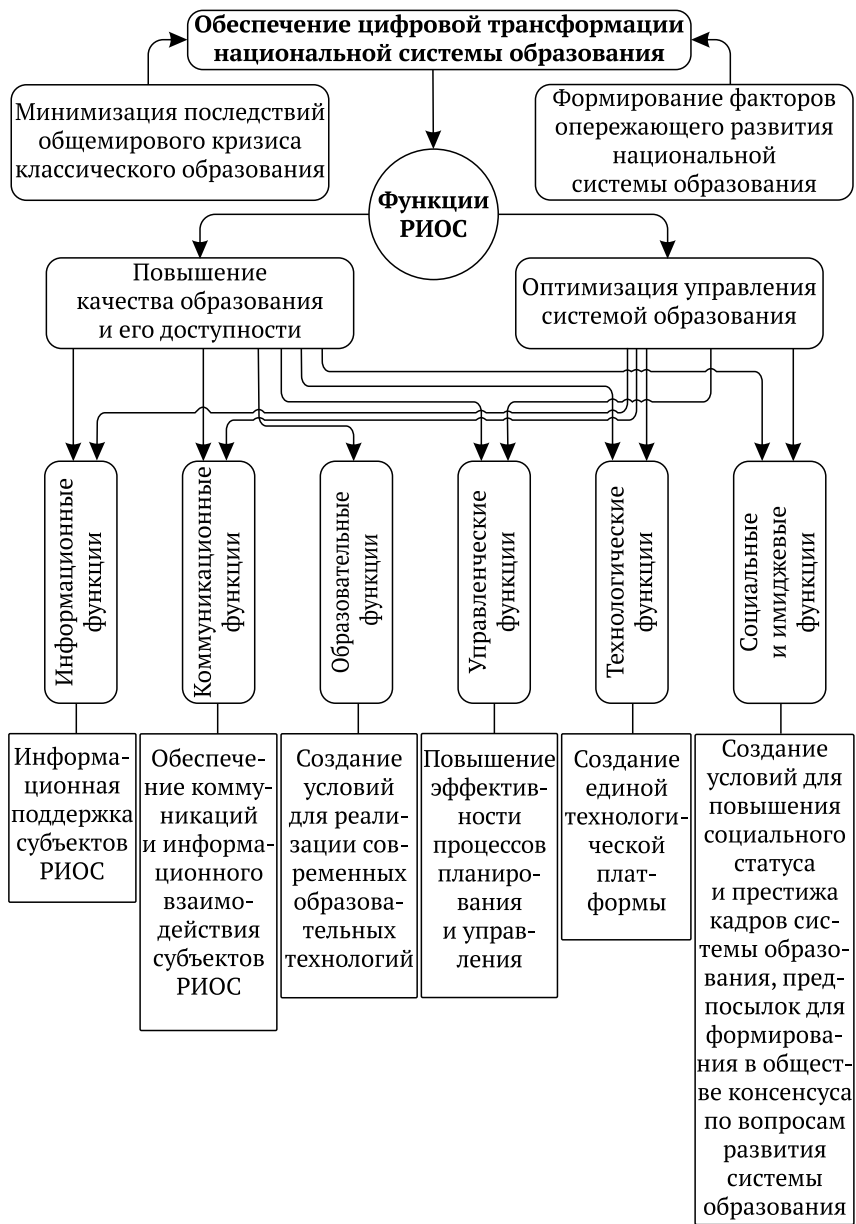 Обеспечение цифровой трансформации
национальной системы образования
Минимизация последствий
общемирового кризиса
классического образования
Формирование факторов
опережающего развития
национальной
системы образования
Функции
РИОС
Повышение
качества образования
и его доступности
Оптимизация управления
системой образования
Информационные
функции
Коммуникационные
функции
Образовательные
функции
Управленческие
функции
Технологические
функции
Социальные
и имиджевые
функции
Информа-
ционная
поддержка
субъектов
РИОС
Обеспече-
ние комму-
никаций
и информа-
ционного
взаимо-
действия
субъектов
РИОС
Создание
условий
для реали-
зации сов-
ременных
образова-
тельных
технологий
Повышение
эффектив-
ности
процессов
планиро-
вания
и управ-
ления
Создание
единой
технологи-
ческой
плат-
формы
Создание
условий для
повышения
социального
статуса
и престижа
кадров сис-
темы образо-
вания, пред-
посылок для
формирова-
ния в общест-
ве консенсуса
по вопросам
развития
системы
образования